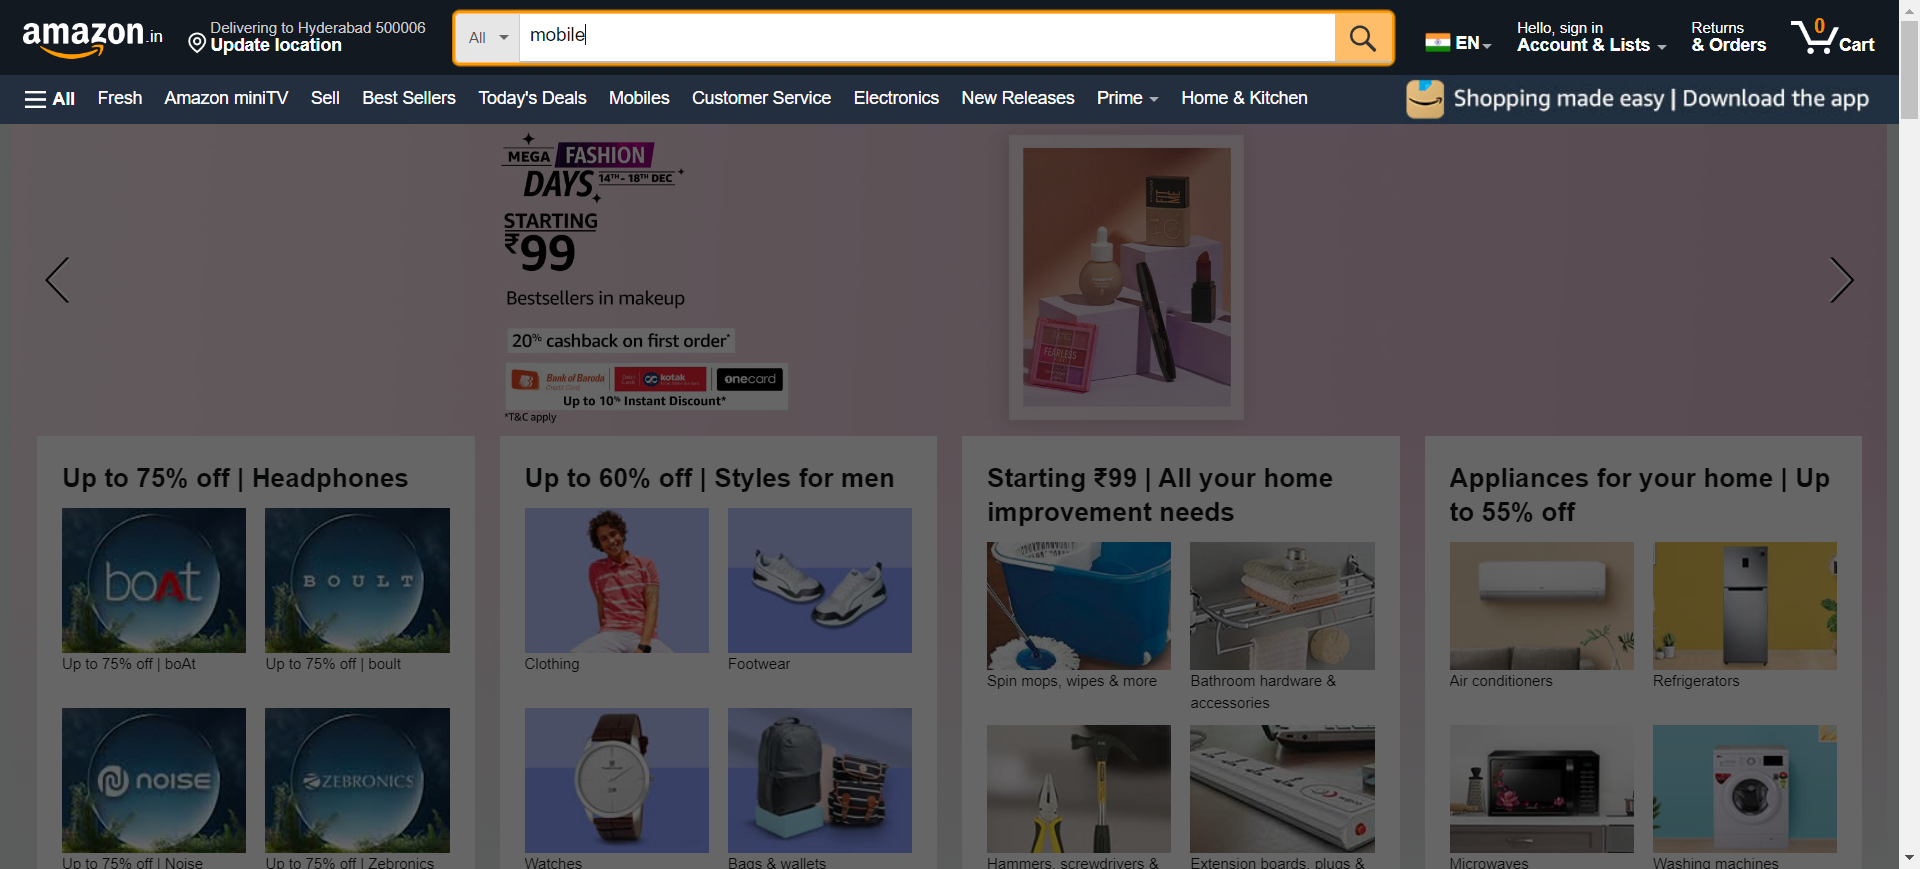 amazon.in
Delivering to Hyderabad 500006
Update location
All
mobile
EN
Hello, sign in
Account & Lists
Returns
& Orders
0
Cart
All
Fresh
Amazon miniTV
Sell
Best Sellers
Today's Deals
Mobiles
Customer Service
Electronics
New Releases
Prime
Home & Kitchen
Shopping made easy | Download the app
MEGA FASHION
DAYS 14TH - 18TH DEC
STARTING
₹99
Bestsellers in makeup
20% cashback on first order*
Bank of Baroda
Credit Card
kotak
onecard
Up to 10% Instant Discount*
*T&C apply
FIT
ME
FEARLESS
Up to 75% off | Headphones
boAt
BOULT
Up to 75% off | boAt
Up to 75% off | boult
NOISE
ZEBRONICS
Up to 75% off | Noise
Up to 75% off | Zebronics
Up to 60% off | Styles for men
Clothing
Footwear
Watches
Bags & wallets
Starting ₹99 | All your home
improvement needs
Spin mops, wipes & more
Bathroom hardware &
accessories
Hammers, screwdrivers &
Extension boards, plugs &
Appliances for your home | Up
to 55% off
Air conditioners
Refrigerators
Microwaves
Washing machines